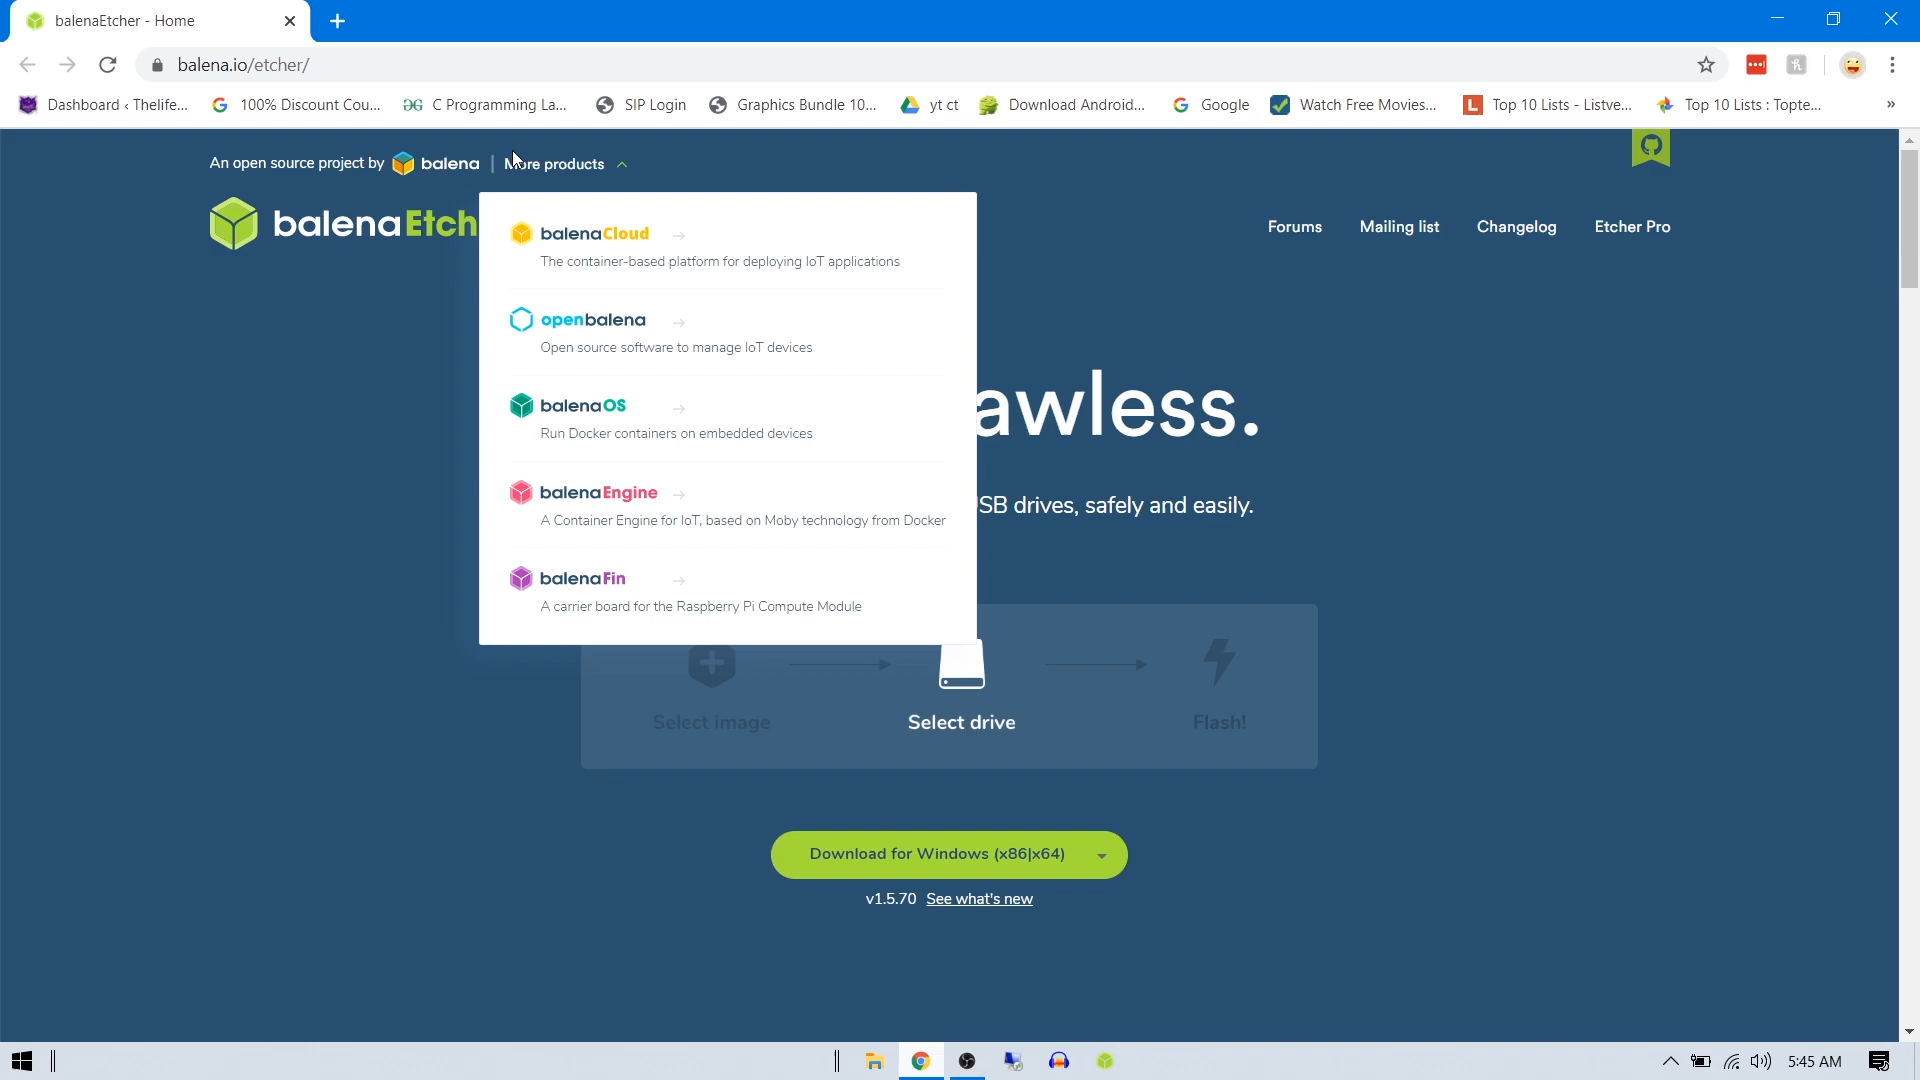 balenaEtcher - Home
balena.io/etcher/
Dashboard ‹ Thelife...
100% Discount Cou...
C Programming La...
SIP Login
Graphics Bundle 10...
yt ct
Download Android...
Google
Watch Free Movies...
Top 10 Lists - Listve...
Top 10 Lists : Topte...
»
An open source project by balena | More products
balenaEtch
Forums
Mailing list
Changelog
Etcher Pro
balenaCloud
The container-based platform for deploying IoT applications
openbalena
Open source software to manage IoT devices
balenaOS
Run Docker containers on embedded devices
balenaEngine
A Container Engine for IoT, based on Moby technology from Docker
balenaFin
A carrier board for the Raspberry Pi Compute Module
awless.
SB drives, safely and easily.
Select image
Select drive
Flash!
Download for Windows (x86|x64)
v1.5.70 See what's new
5:45 AM